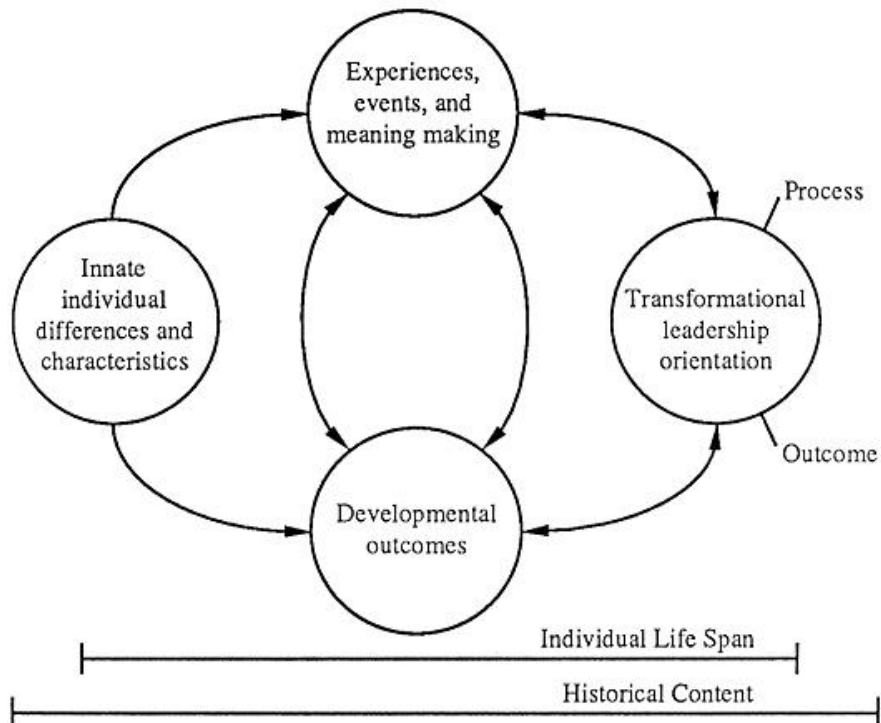 Experiences,
events, and
meaning making
Process
Innate
individual
differences and
characteristics
Transformational
leadership
orientation
Outcome
Developmental
outcomes
Individual Life Span
Historical Content